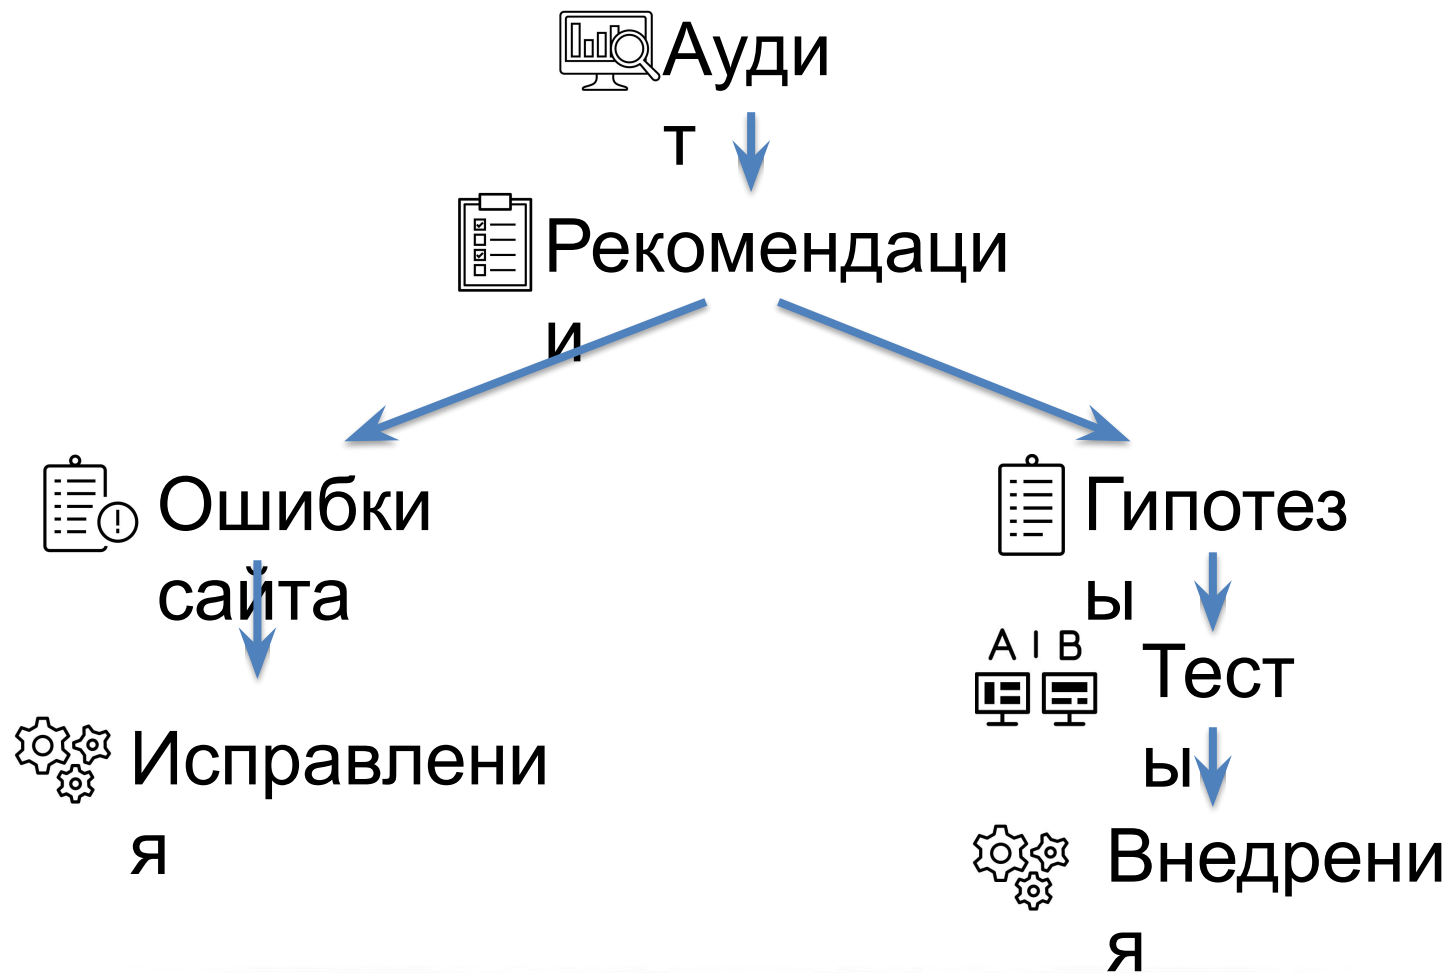 Ауди
т
Рекомендаци
и
Ошибки
сайта
Исправлени
я
Гипотез
ы
A | B
Тест
ы
Внедрени
я